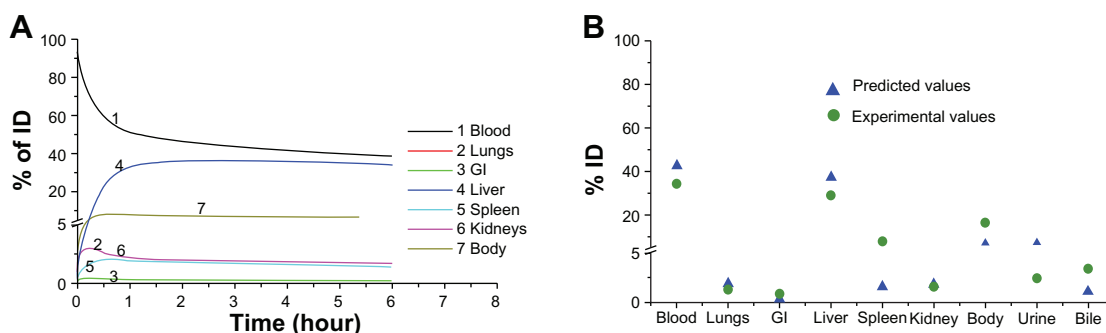 A
100
80
60
40
20
5
0
% of ID
0 1 2 3 4 5 6 7 8
Time (hour)
1
4
7
2
6
5
3
1 Blood
2 Lungs
3 GI
4 Liver
5 Spleen
6 Kidneys
7 Body
B
100
80
60
40
20
5
0
% ID
Predicted values
Experimental values
Blood Lungs GI Liver Spleen Kidney Body Urine Bile